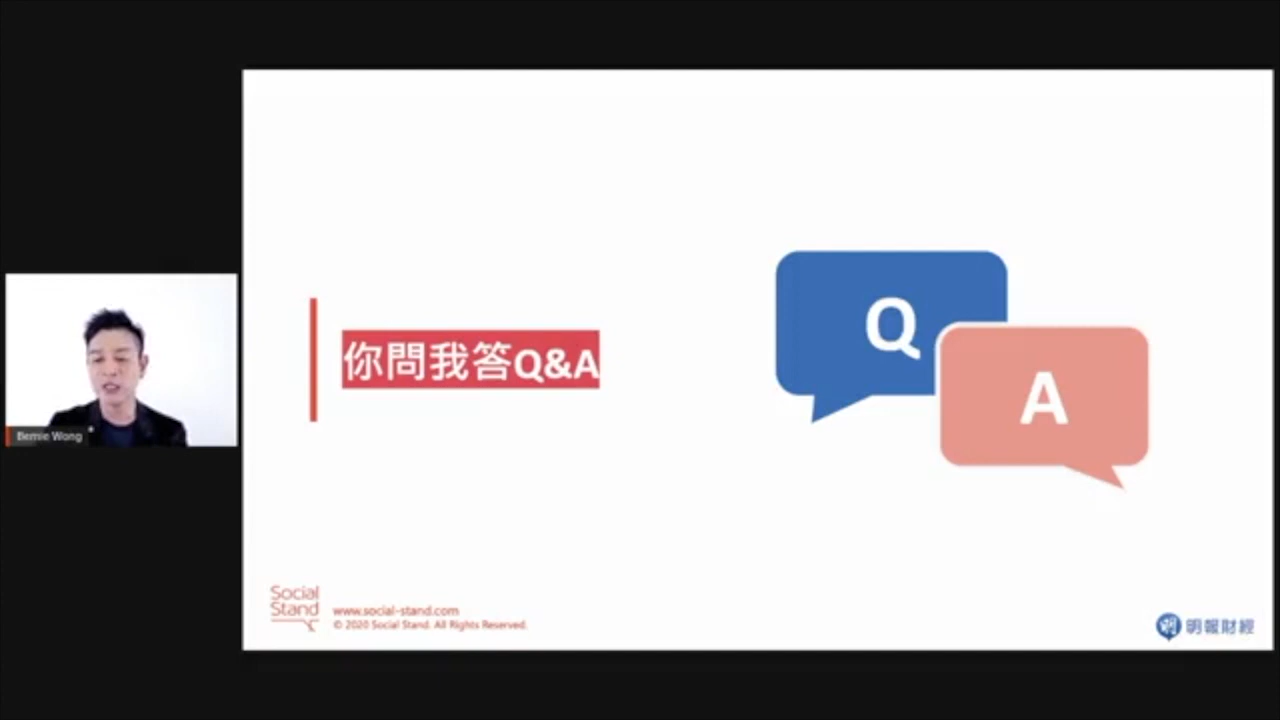 你問我答Q&A
Q
A
Bernie Wong
Social
Stand
www.social-stand.com
© 2020 Social Stand. All Rights Reserved.
明報財經